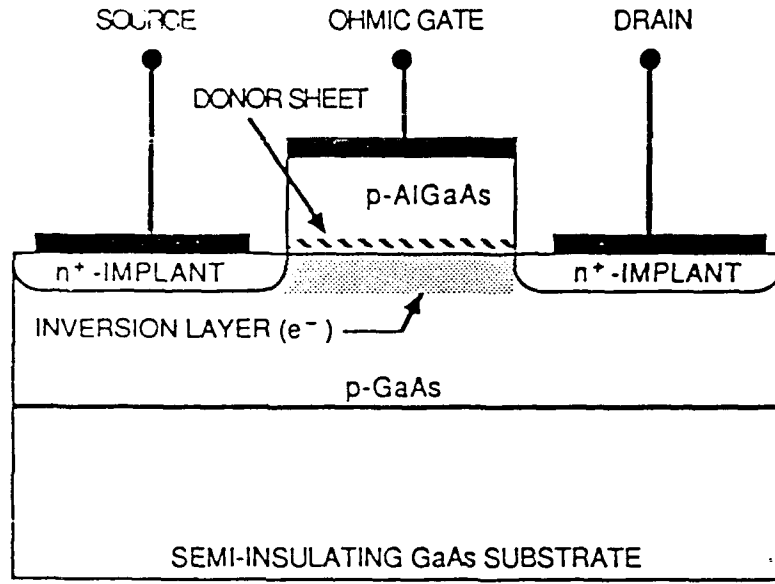 SOURCE OHMIC GATE DRAIN
DONOR SHEET
p-AlGaAs
n⁺-IMPLANT n⁺-IMPLANT
INVERSION LAYER (e⁻)
p-GaAs
SEMI-INSULATING GaAs SUBSTRATE